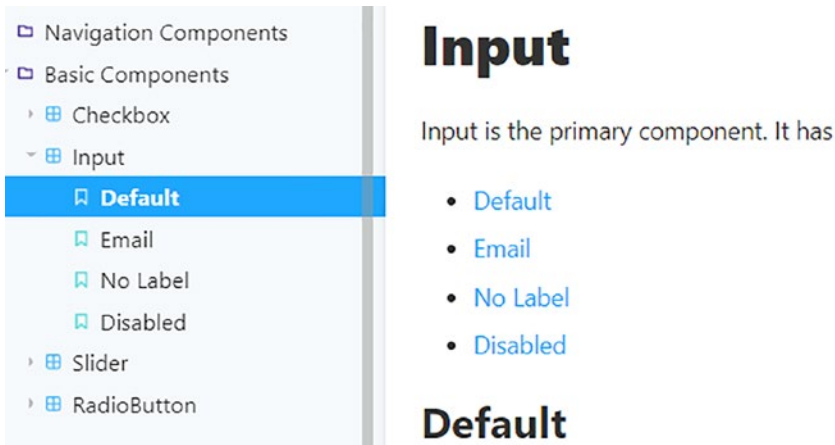 Navigation Components
Basic Components
Checkbox
Input
Default
Email
No Label
Disabled
Slider
RadioButton
Input
Input is the primary component. It has
Default
Email
No Label
Disabled
Default